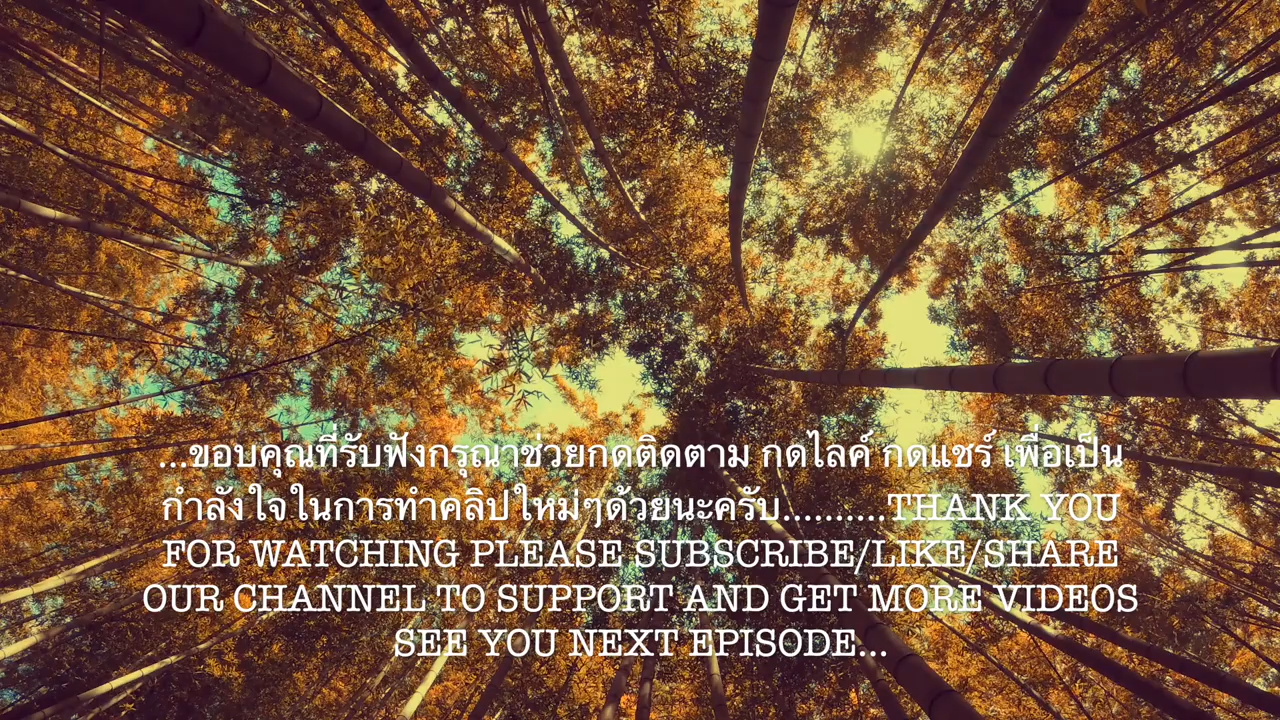 ...ขอบคุณที่รับฟังกรุณาช่วยกดติดตาม กดไลค์ กดแชร์ เพื่อเป็น
กำลังใจในการทำคลิปใหม่ๆด้วยนะครับ..........THANK YOU
FOR WATCHING PLEASE SUBSCRIBE/LIKE/SHARE
OUR CHANNEL TO SUPPORT AND GET MORE VIDEOS
SEE YOU NEXT EPISODE...